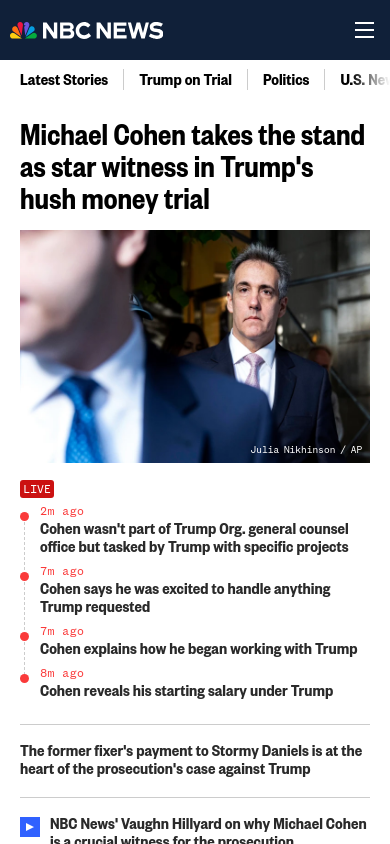 NBC NEWS
Latest Stories
Trump on Trial
Politics
U.S. Ne
Michael Cohen takes the stand
as star witness in Trump's
hush money trial
Julia Nikhinson / AP
LIVE
2m ago
Cohen wasn't part of Trump Org. general counsel
office but tasked by Trump with specific projects
7m ago
Cohen says he was excited to handle anything
Trump requested
7m ago
Cohen explains how he began working with Trump
8m ago
Cohen reveals his starting salary under Trump
The former fixer's payment to Stormy Daniels is at the
heart of the prosecution's case against Trump
NBC News' Vaughn Hillyard on why Michael Cohen
is a crucial witness for the prosecution